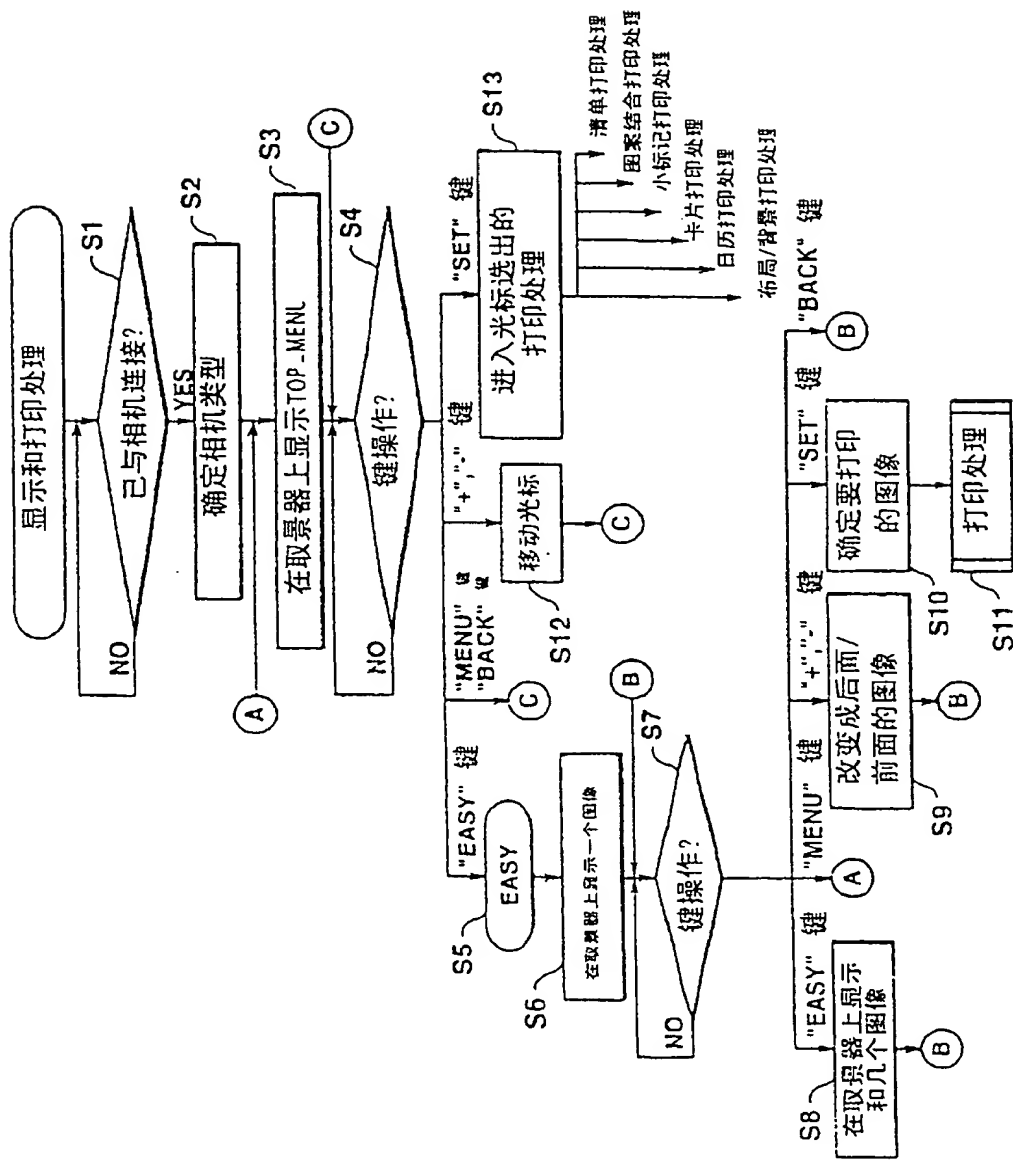 显示和打印处理
S1
已与相机连接?
NO
YES
S2
确定相机类型
A
S3
在取景器上显示TOP_MENU
C
S4
键操作?
NO
"EASY" 键
"MENU" 键
"BACK" 键
"+","-" 键
"SET" 键
S5
EASY
C
S12
移动光标
C
S13
进入光标选出的
打印处理
清单打印处理
图案结合打印处理
小标记打印处理
卡片打印处理
日历打印处理
布局/背景打印处理
S6
在取景器上显示一个图像
B
S7
键操作?
NO
"EASY" 键
"MENU" 键
"+","-" 键
"SET" 键
"BACK" 键
S8
在取景器上显示
和几个图像
B
A
S9
改变成后面/
前面的图像
B
S10
确定要打印
的图像
S11
打印处理
B